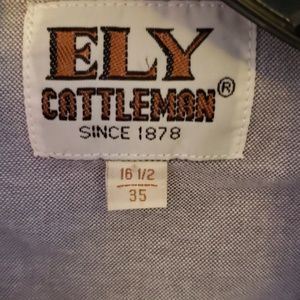 ELY
CATTLEMAN®
SINCE 1878
16 1/2
35